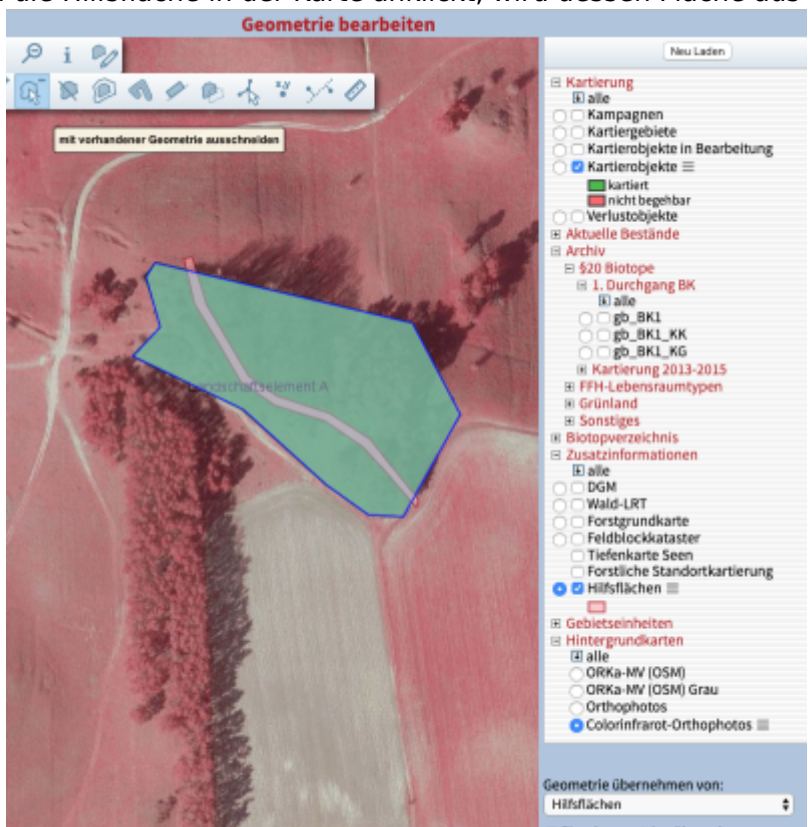 die Hilfsfläche in der Karte anklickt, wird dessen Fläche aus
Geometrie bearbeiten
mit vorhandener Geometrie ausschneiden
Landschaftselement A
Neu Laden
Kartierung
alle
Kampagnen
Kartiergebiete
Kartierobjekte in Bearbeitung
Kartierobjekte
kartiert
nicht begehbar
Verlustobjekte
Aktuelle Bestände
Archiv
§20 Biotope
1. Durchgang BK
alle
gb_BK1
gb_BK1_KK
gb_BK1_KG
Kartierung 2013-2015
FFH-Lebensraumtypen
Grünland
Sonstiges
Biotopverzeichnis
Zusatzinformationen
alle
DGM
Wald-LRT
Forstgrundkarte
Feldblockkataster
Tiefenkarte Seen
Forstliche Standortkartierung
Hilfsflächen
Gebietseinheiten
Hintergrundkarten
alle
ORKa-MV (OSM)
ORKa-MV (OSM) Grau
Orthophotos
Colorinfrarot-Orthophotos
Geometrie übernehmen von:
Hilfsflächen